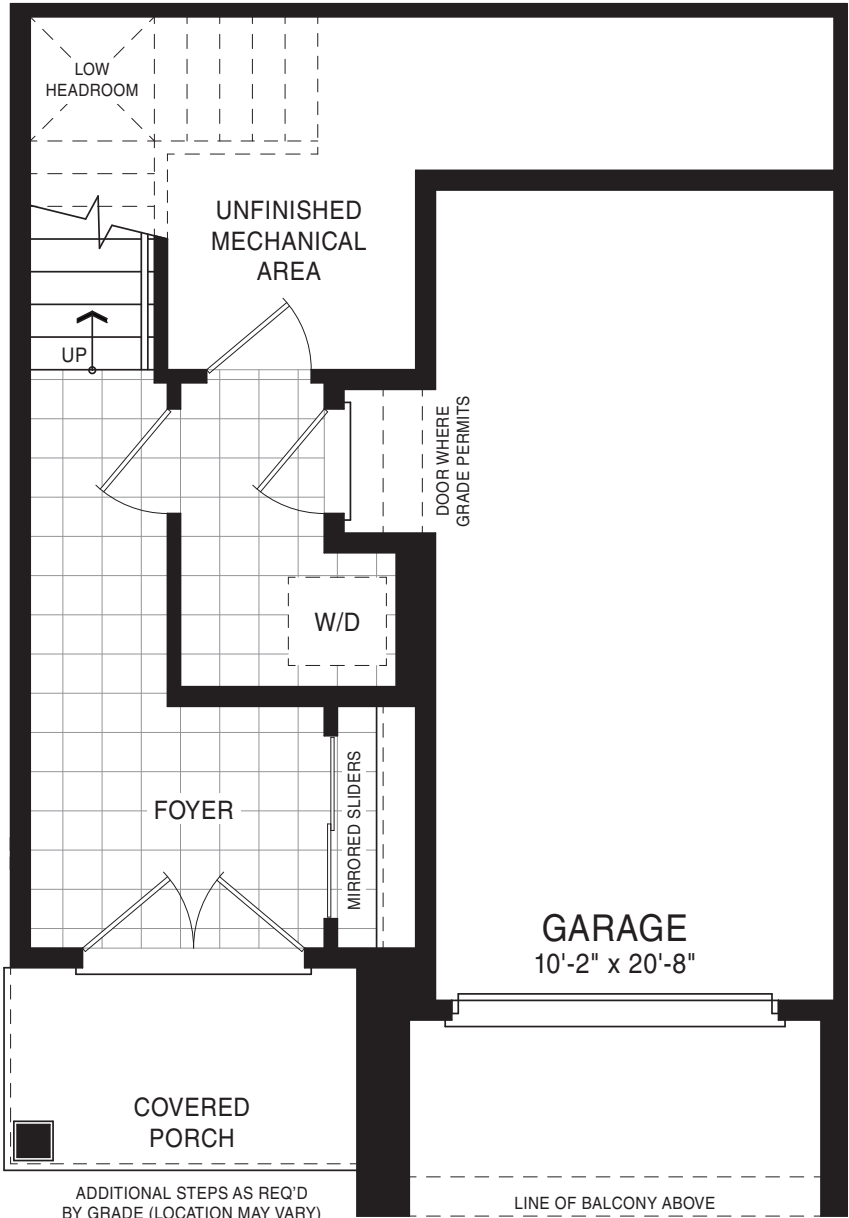 LOW
HEADROOM
UNFINISHED
MECHANICAL
AREA
UP
DOOR WHERE
GRADE PERMITS
W/D
FOYER
MIRRORED SLIDERS
GARAGE
10'-2" x 20'-8"
COVERED
PORCH
ADDITIONAL STEPS AS REQ'D
BY GRADE (LOCATION MAY VARY)
LINE OF BALCONY ABOVE